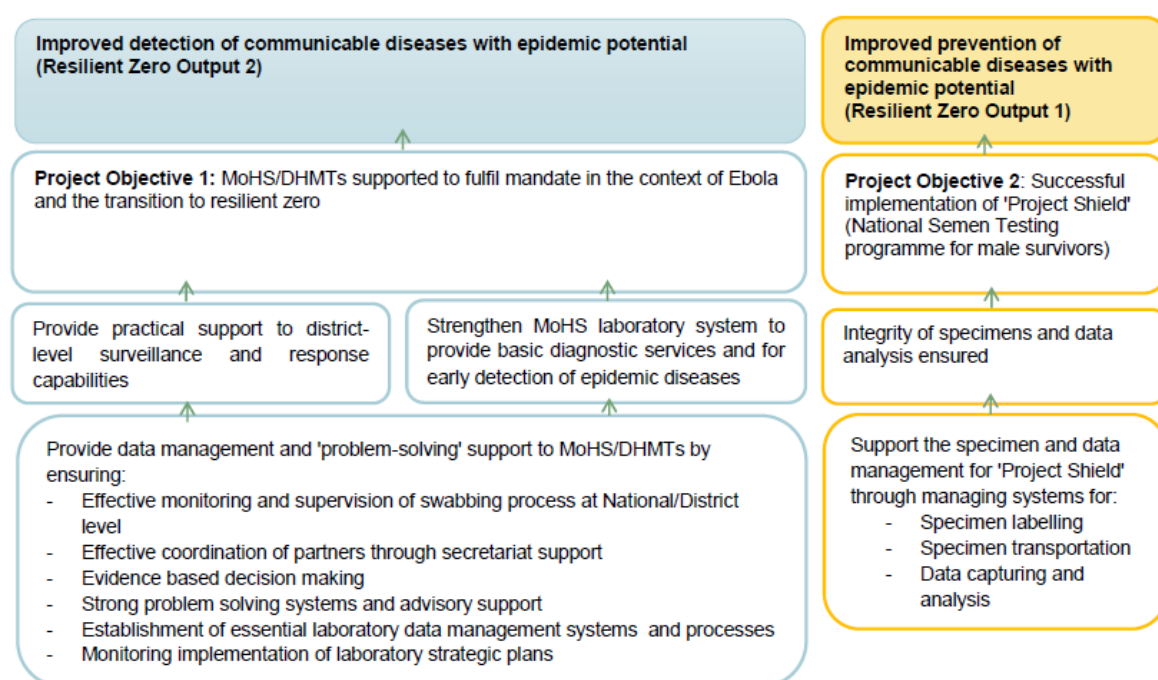 Improved detection of communicable diseases with epidemic potential
(Resilient Zero Output 2)
Improved prevention of
communicable diseases with
epidemic potential
(Resilient Zero Output 1)
Project Objective 1: MoHS/DHMTs supported to fulfil mandate in the context of Ebola
and the transition to resilient zero
Project Objective 2: Successful
implementation of 'Project Shield'
(National Semen Testing
programme for male survivors)
Provide practical support to district-
level surveillance and response
capabilities
Strengthen MoHS laboratory system to
provide basic diagnostic services and for
early detection of epidemic diseases
Integrity of specimens and data
analysis ensured
Provide data management and 'problem-solving' support to MoHS/DHMTs by
ensuring:
- Effective monitoring and supervision of swabbing process at National/District
level
- Effective coordination of partners through secretariat support
- Evidence based decision making
- Strong problem solving systems and advisory support
- Establishment of essential laboratory data management systems and processes
- Monitoring implementation of laboratory strategic plans
Support the specimen and data
management for 'Project Shield'
through managing systems for:
- Specimen labelling
- Specimen transportation
- Data capturing and
analysis